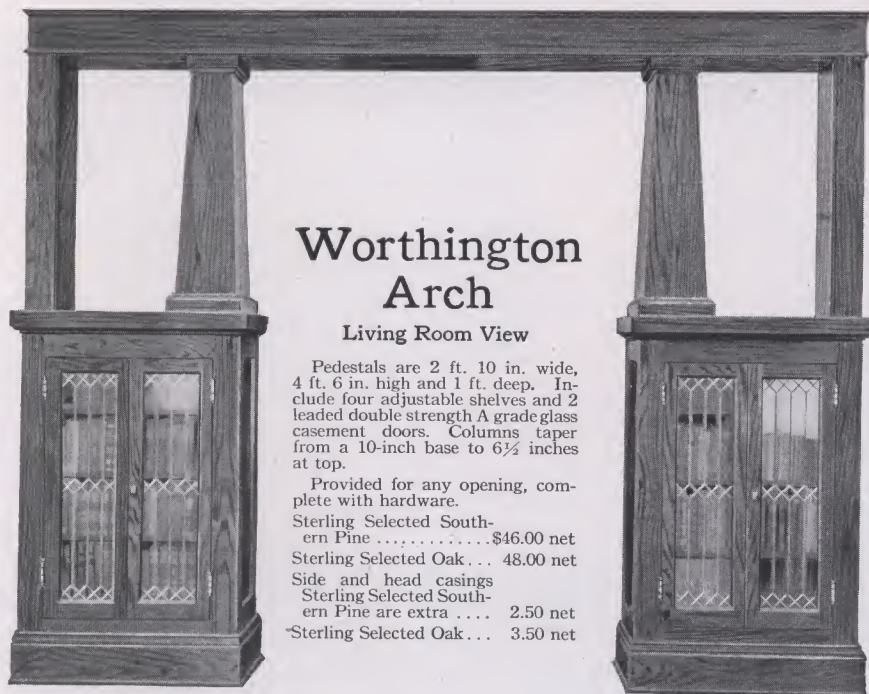 Worthington
Arch
Living Room View
Pedestals are 2 ft. 10 in. wide,
4 ft. 6 in. high and 1 ft. deep. In-
clude four adjustable shelves and 2
leaded double strength A grade glass
casement doors. Columns taper
from a 10-inch base to 6½ inches
at top.
Provided for any opening, com-
plete with hardware.
Sterling Selected South-
ern Pine ..............$46.00 net
Sterling Selected Oak... 48.00 net
Side and head casings
Sterling Selected South-
ern Pine are extra .... 2.50 net
Sterling Selected Oak... 3.50 net